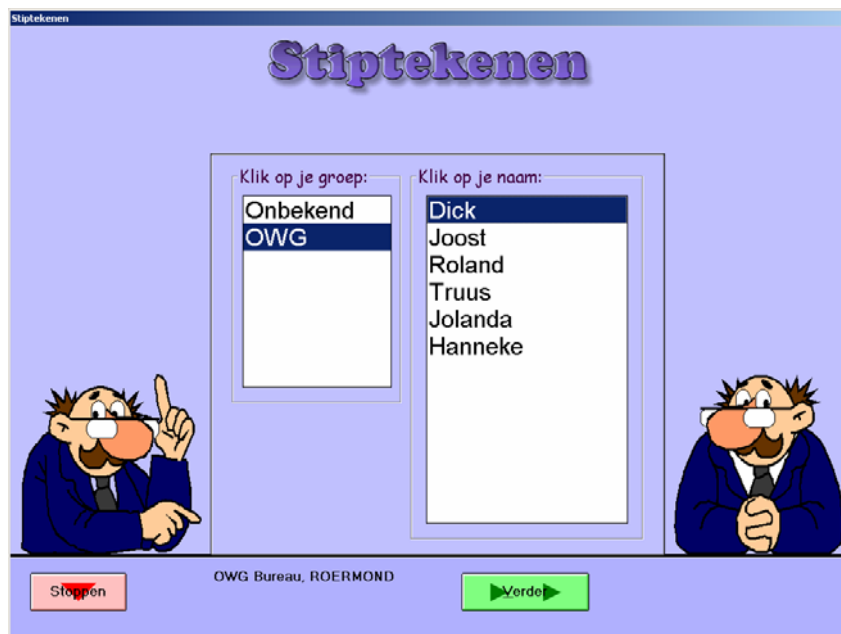 Stiptekenen
Stiptekenen
Klik op je groep:
Onbekend
OWG
Klik op je naam:
Dick
Joost
Roland
Truus
Jolanda
Hanneke
OWG Bureau, ROERMOND
Stoppen
Verder